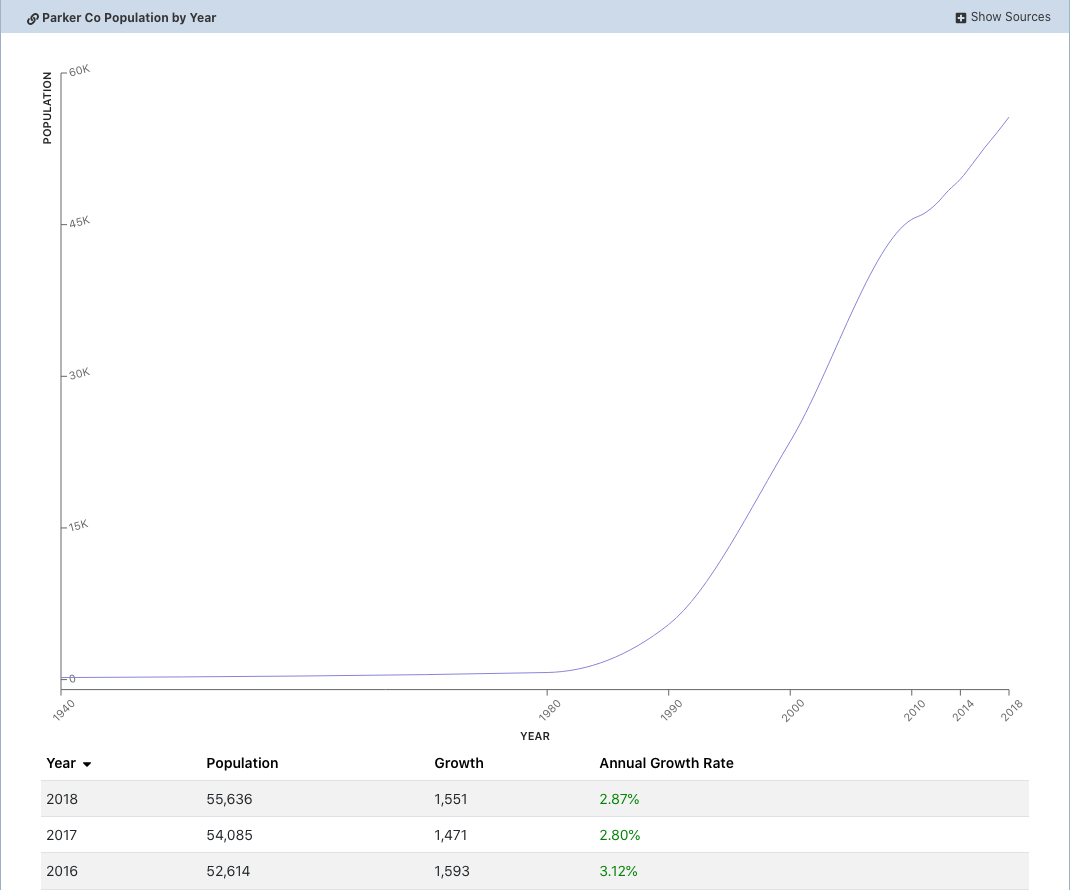 Parker Co Population by Year
Show Sources
POPULATION
60K
45K
30K
15K
0
1940
1980
1990
2000
2010
2014
2018
YEAR
Year Population Growth Annual Growth Rate
2018 55,636 1,551 2.87%
2017 54,085 1,471 2.80%
2016 52,614 1,593 3.12%